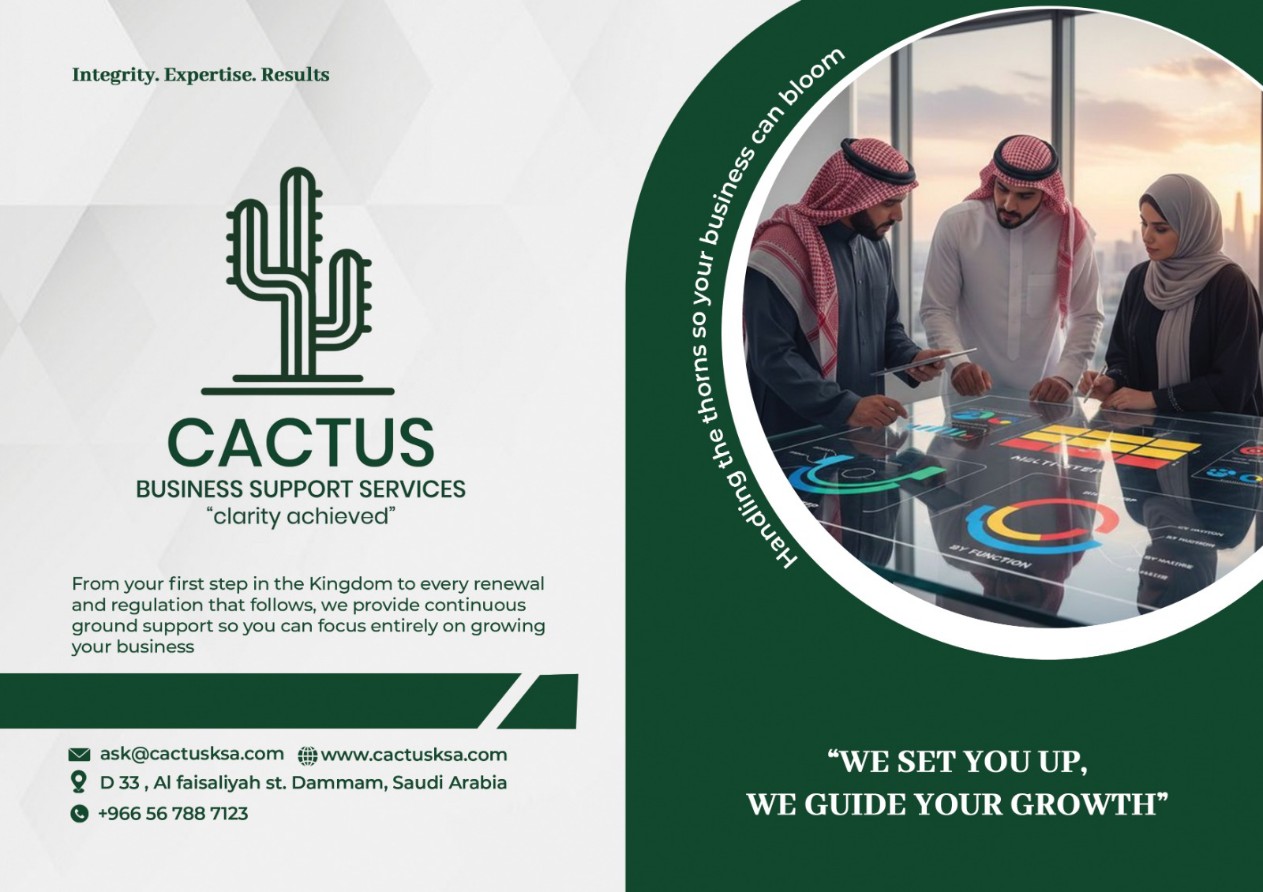 Integrity. Expertise. Results
CACTUS
BUSINESS SUPPORT SERVICES
“clarity achieved”
From your first step in the Kingdom to every renewal
and regulation that follows, we provide continuous
ground support so you can focus entirely on growing
your business
ask@cactusksa.com www.cactusksa.com
D 33 , Al faisaliyah st. Dammam, Saudi Arabia
+966 56 788 7123
Handling the thorns so your business can bloom
BY FUNCTION
“WE SET YOU UP,
WE GUIDE YOUR GROWTH”